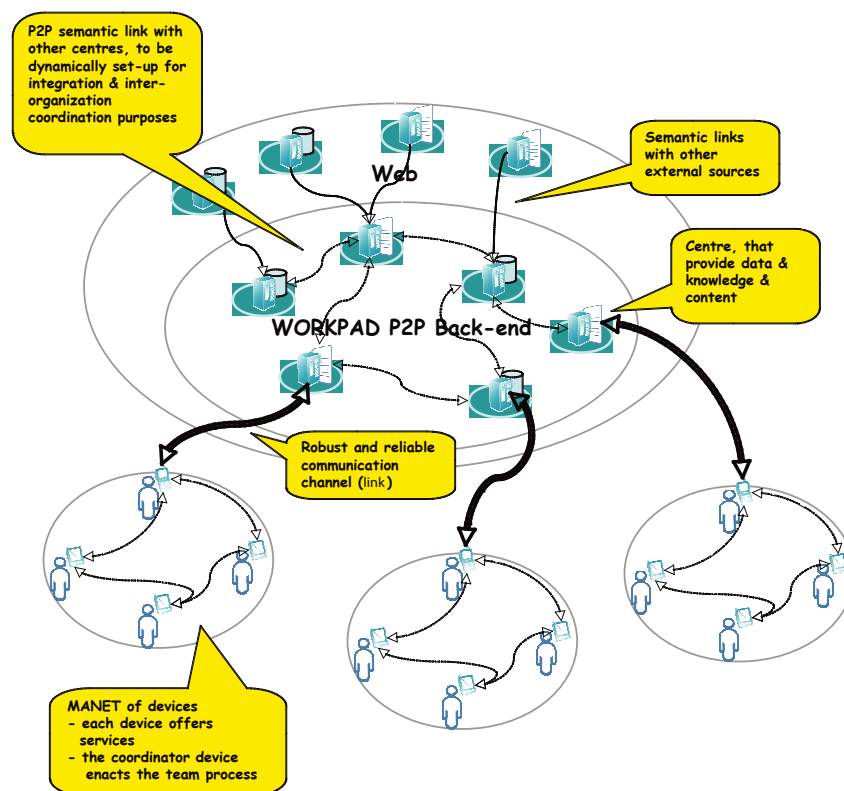 P2P semantic link with
other centres, to be
dynamically set-up for
integration & inter-
organization
coordination purposes
Web
Semantic links
with other
external sources
Centre, that
provide data &
knowledge &
content
WORKPAD P2P Back-end
Robust and reliable
communication
channel (link)
MANET of devices
- each device offers
services
- the coordinator device
enacts the team process